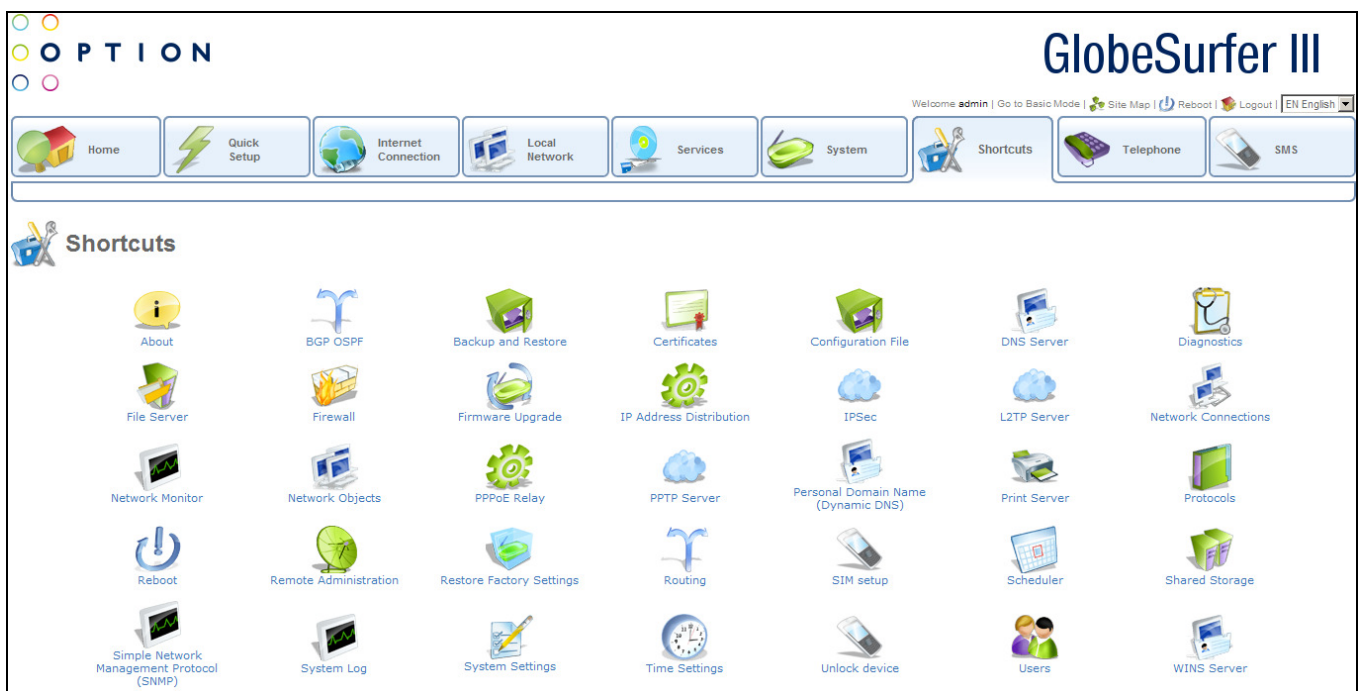 OPTION
GlobeSurfer III
Welcome admin | Go to Basic Mode | Site Map | Reboot | Logout | EN English
Home
Quick
Setup
Internet
Connection
Local
Network
Services
System
Shortcuts
Telephone
SMS
Shortcuts
About
BGP OSPF
Backup and Restore
Certificates
Configuration File
DNS Server
Diagnostics
File Server
Firewall
Firmware Upgrade
IP Address Distribution
IPSec
L2TP Server
Network Connections
Network Monitor
Network Objects
PPPoE Relay
PPTP Server
Personal Domain Name
(Dynamic DNS)
Print Server
Protocols
Reboot
Remote Administration
Restore Factory Settings
Routing
SIM setup
Scheduler
Shared Storage
Simple Network
Management Protocol
(SNMP)
System Log
System Settings
Time Settings
Unlock device
Users
WINS Server